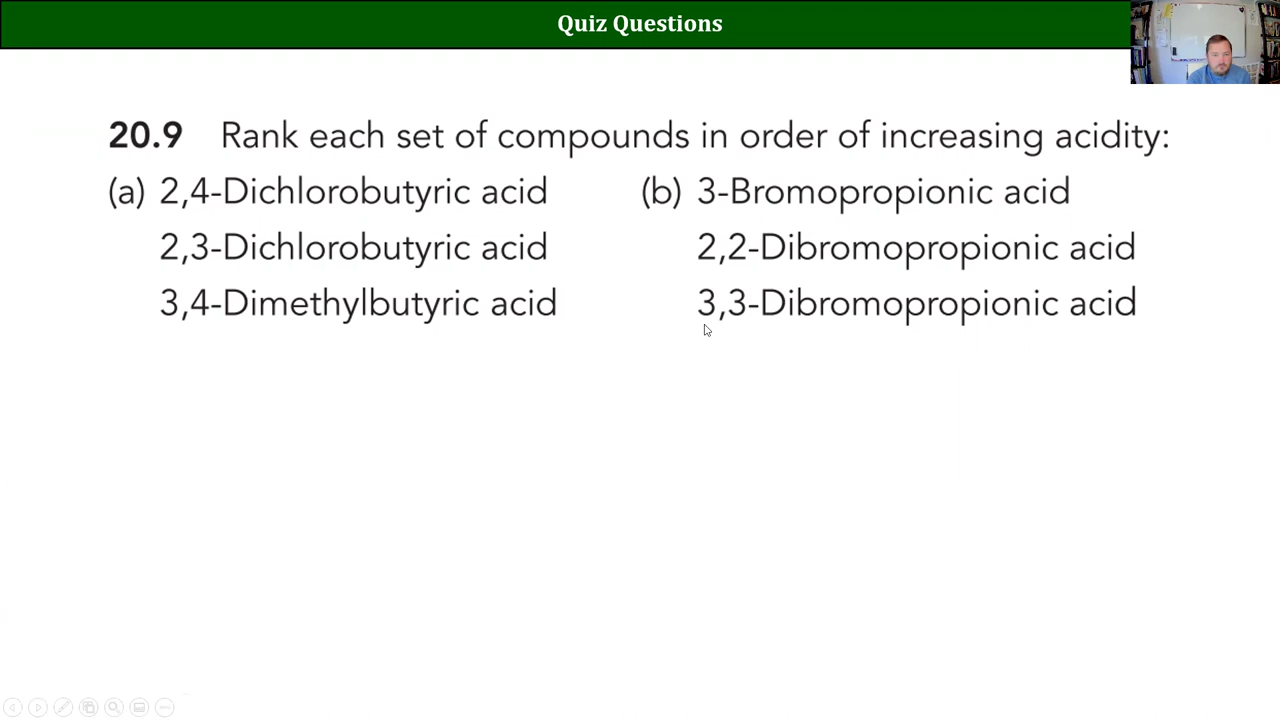 Quiz Questions
20.9 Rank each set of compounds in order of increasing acidity:
(a) 2,4-Dichlorobutyric acid
2,3-Dichlorobutyric acid
3,4-Dimethylbutyric acid
(b) 3-Bromopropionic acid
2,2-Dibromopropionic acid
3,3-Dibromopropionic acid